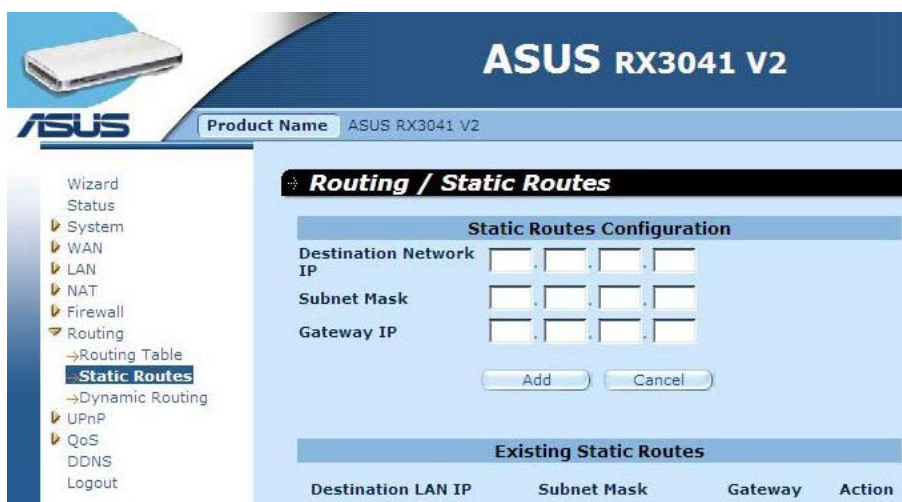 ASUS RX3041 V2
ASUS
Product Name ASUS RX3041 V2
Wizard
Status
System
WAN
LAN
NAT
Firewall
Routing
→Routing Table
→Static Routes
→Dynamic Routing
UPnP
QoS
DDNS
Logout
Routing / Static Routes
Static Routes Configuration
Destination Network IP
Subnet Mask
Gateway IP
Add Cancel
Existing Static Routes
Destination LAN IP Subnet Mask Gateway Action